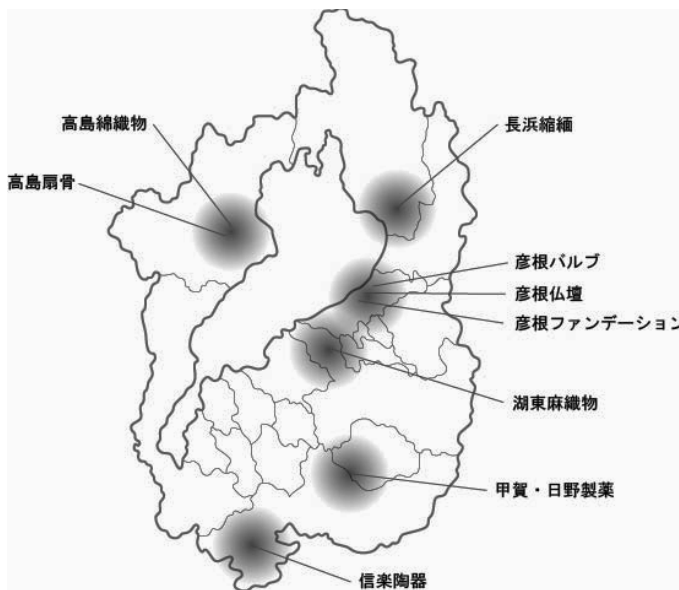 高島綿織物
長浜縮緬
高島扇骨
彦根バルブ
彦根仏壇
彦根ファンデーション
湖東麻織物
甲賀・日野製薬
信楽陶器